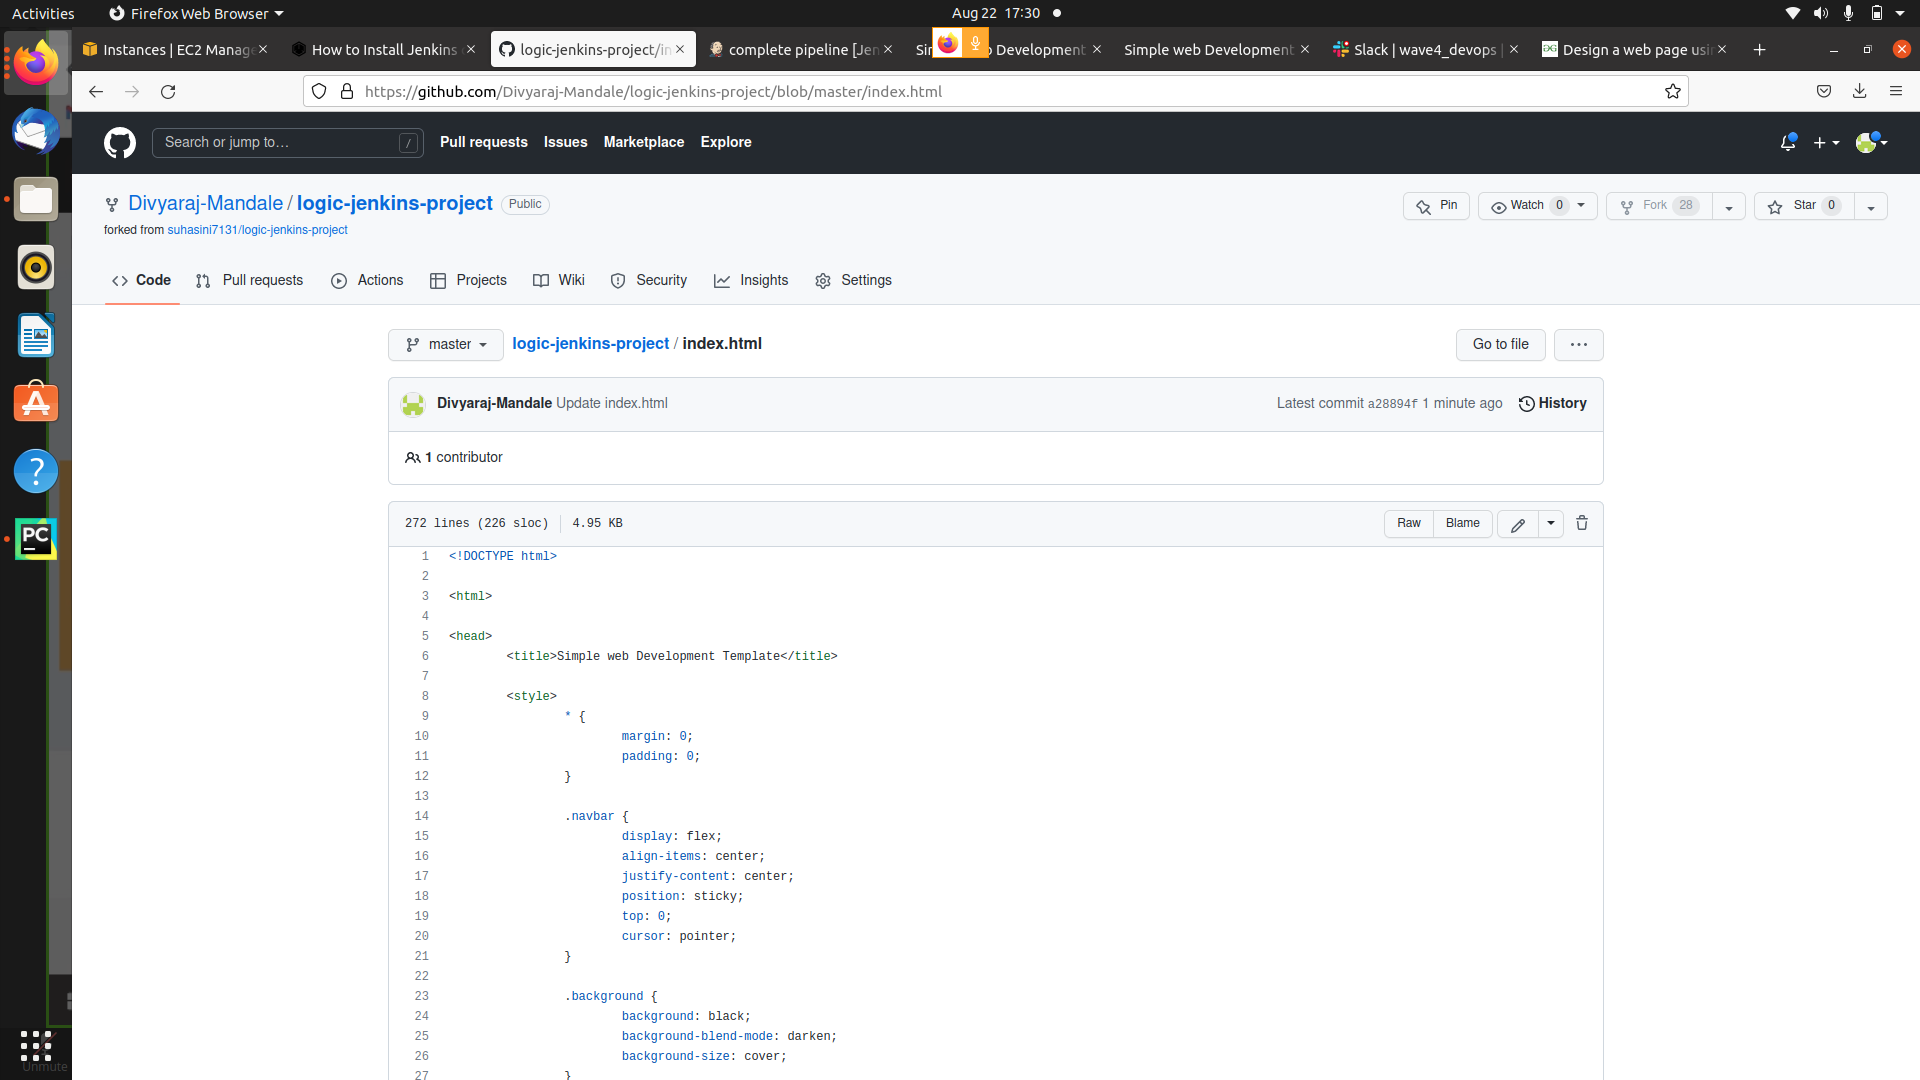 Activities Firefox Web Browser Aug 22 17:30
Instances | EC2 Manage How to Install Jenkins logic-jenkins-project/in complete pipeline [Jen Si Development Simple web Development Slack | wave4_devops | Design a web page usin
https://github.com/Divyaraj-Mandale/logic-jenkins-project/blob/master/index.html
Search or jump to… / Pull requests Issues Marketplace Explore
Divyaraj-Mandale / logic-jenkins-project Public Pin Watch 0 Fork 28 Star 0
forked from suhasini7131/logic-jenkins-project
Code Pull requests Actions Projects Wiki Security Insights Settings
master logic-jenkins-project / index.html Go to file
Divyaraj-Mandale Update index.html Latest commit a28894f 1 minute ago History
1 contributor
272 lines (226 sloc) 4.95 KB Raw Blame
1 <!DOCTYPE html>
2
3 <html>
4
5 <head>
6 <title>Simple web Development Template</title>
7
8 <style>
9 * {
10 margin: 0;
11 padding: 0;
12 }
13
14 .navbar {
15 display: flex;
16 align-items: center;
17 justify-content: center;
18 position: sticky;
19 top: 0;
20 cursor: pointer;
21 }
22
23 .background {
24 background: black;
25 background-blend-mode: darken;
26 background-size: cover;
27 }
PC
Unmute